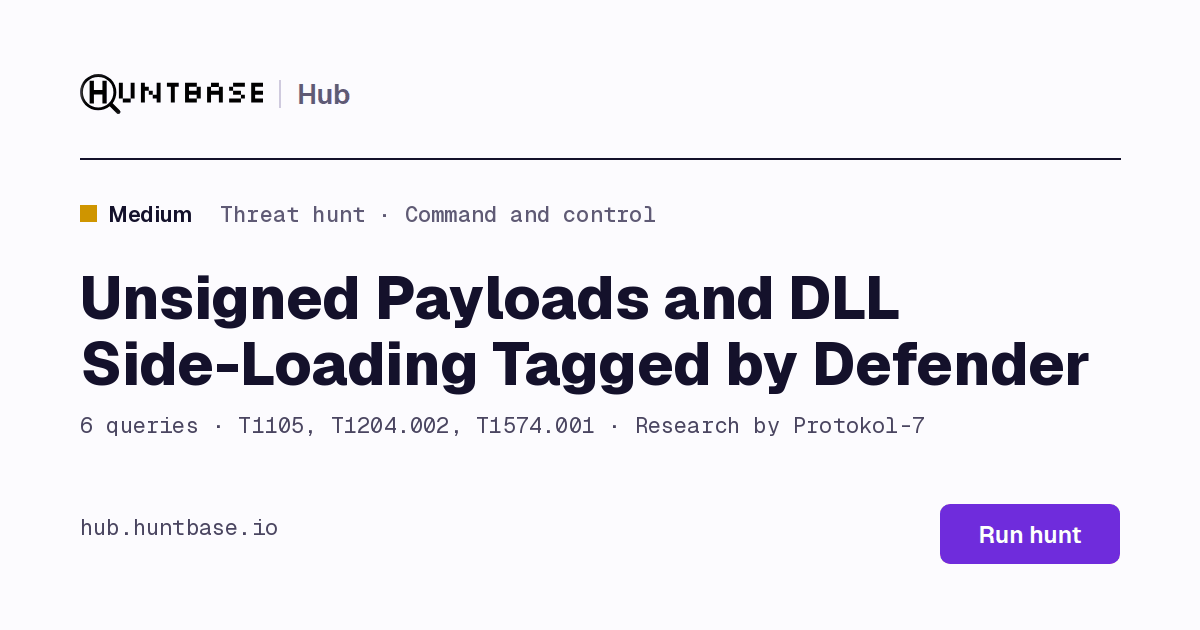 HUNTBASE | Hub
Medium Threat hunt · Command and control
Unsigned Payloads and DLL
Side-Loading Tagged by Defender
6 queries · T1105, T1204.002, T1574.001 · Research by Protokol-7
hub.huntbase.io
Run hunt